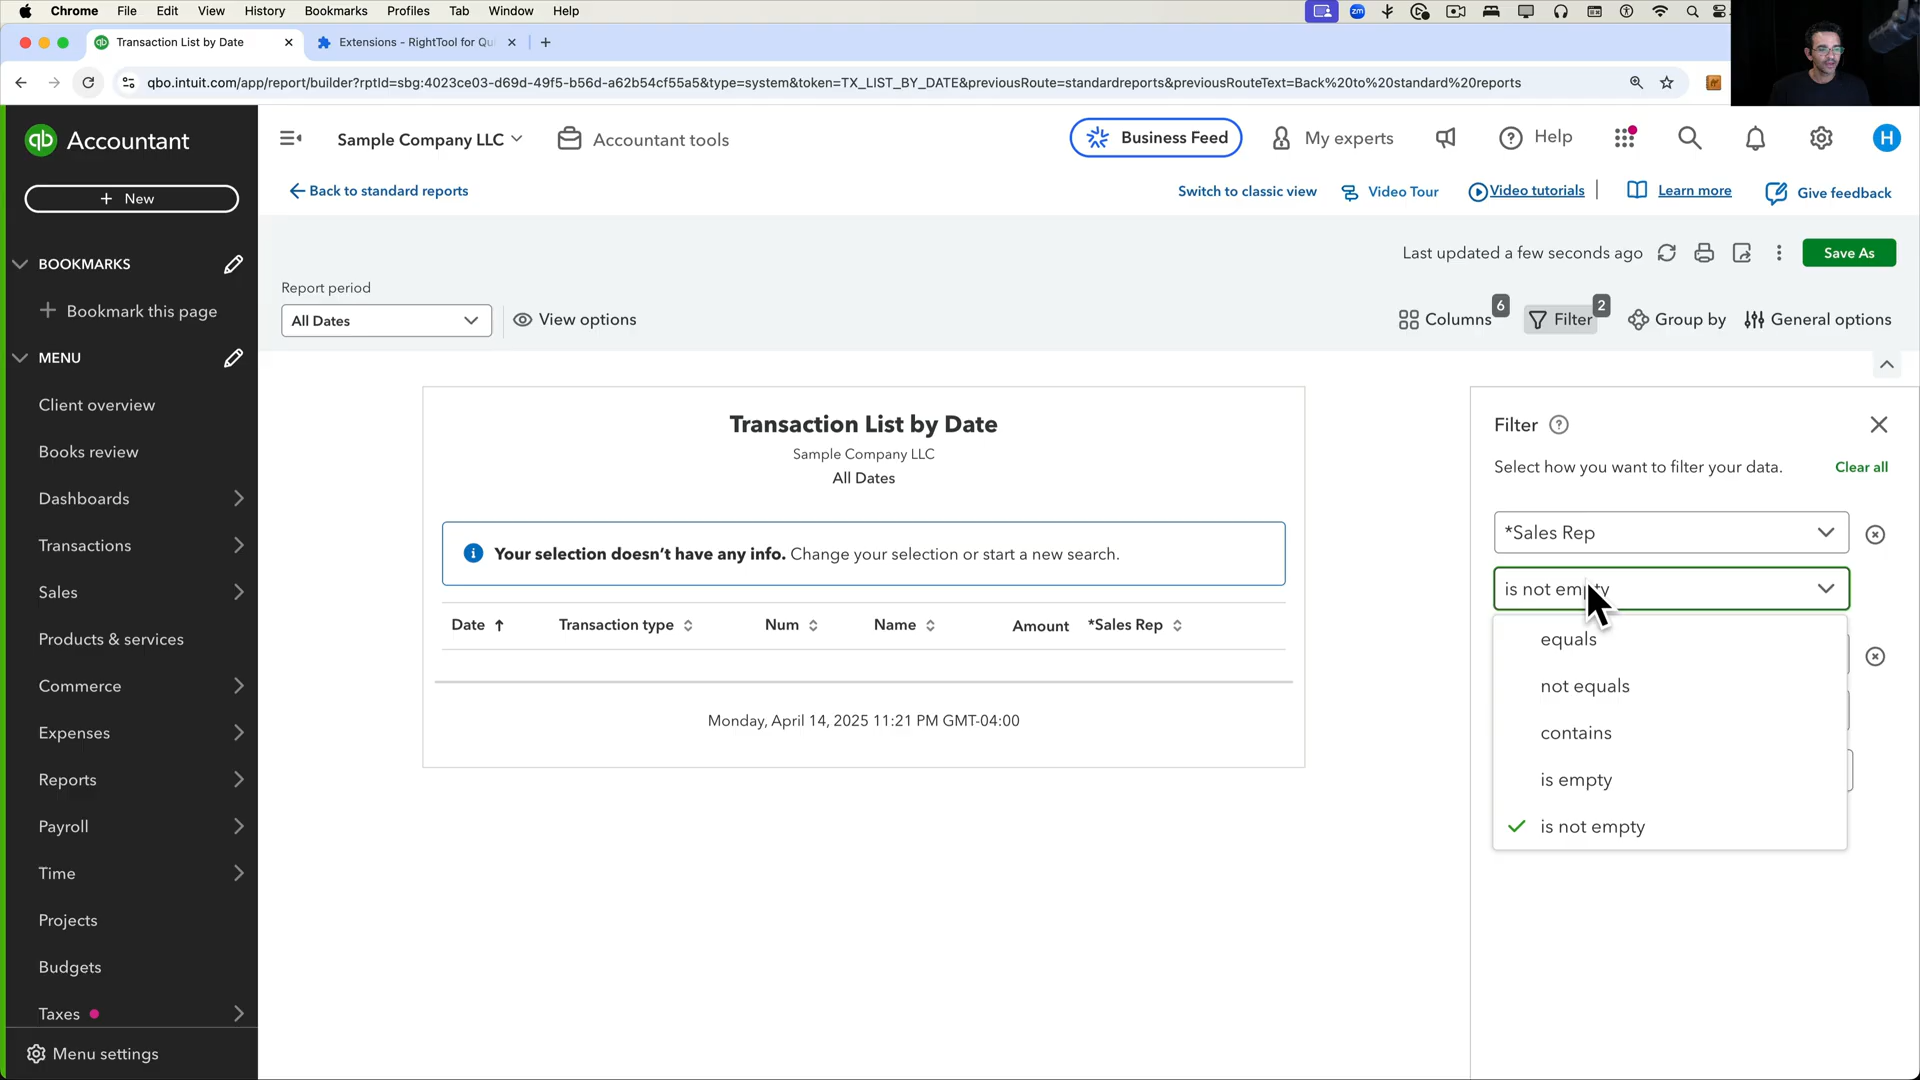 Chrome File Edit View History Bookmarks Profiles Tab Window Help
zm
Transaction List by Date
Extensions - RightTool for Qu
qbo.intuit.com/app/report/builder?rptId=sbg:4023ce03-d69d-49f5-b56d-a62b54cf55a5&type=system&token=TX_LIST_BY_DATE&previousRoute=standardreports&previousRouteText=Back%20to%20standard%20reports
qb Accountant
+ New
BOOKMARKS
+ Bookmark this page
MENU
Client overview
Books review
Dashboards
Transactions
Sales
Products & services
Commerce
Expenses
Reports
Payroll
Time
Projects
Budgets
Taxes
Menu settings
Sample Company LLC
Accountant tools
Business Feed
My experts
Help
H
Back to standard reports
Switch to classic view
Video Tour
Video tutorials
Learn more
Give feedback
Last updated a few seconds ago
Save As
Report period
All Dates
View options
Columns 6
Filter 2
Group by
General options
Transaction List by Date
Sample Company LLC
All Dates
Your selection doesn't have any info. Change your selection or start a new search.
Date Transaction type Num Name Amount *Sales Rep
Monday, April 14, 2025 11:21 PM GMT-04:00
Filter
Select how you want to filter your data.
Clear all
*Sales Rep
is not empty
equals
not equals
contains
is empty
is not empty